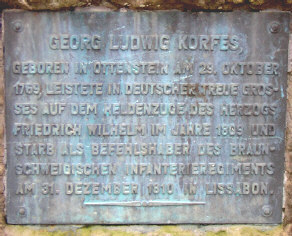 GEORG LUDWIG KORFES,
GEBOREN IN OTTENSTEIN AM 29. OKTOBER
1769, LEISTETE IN DEUTSCHER TREUE GROS-
SES AUF DEM HELDENZUGE DES HERZOGS
FRIEDRICH WILHELM IM JAHRE 1809 UND
STARB ALS BEFEHLSHABER DES BRAUN-
SCHWEIGISCHEN INFANTERIEREGIMENTS
AM 31. DEZEMBER 1810 IN LISSABON.